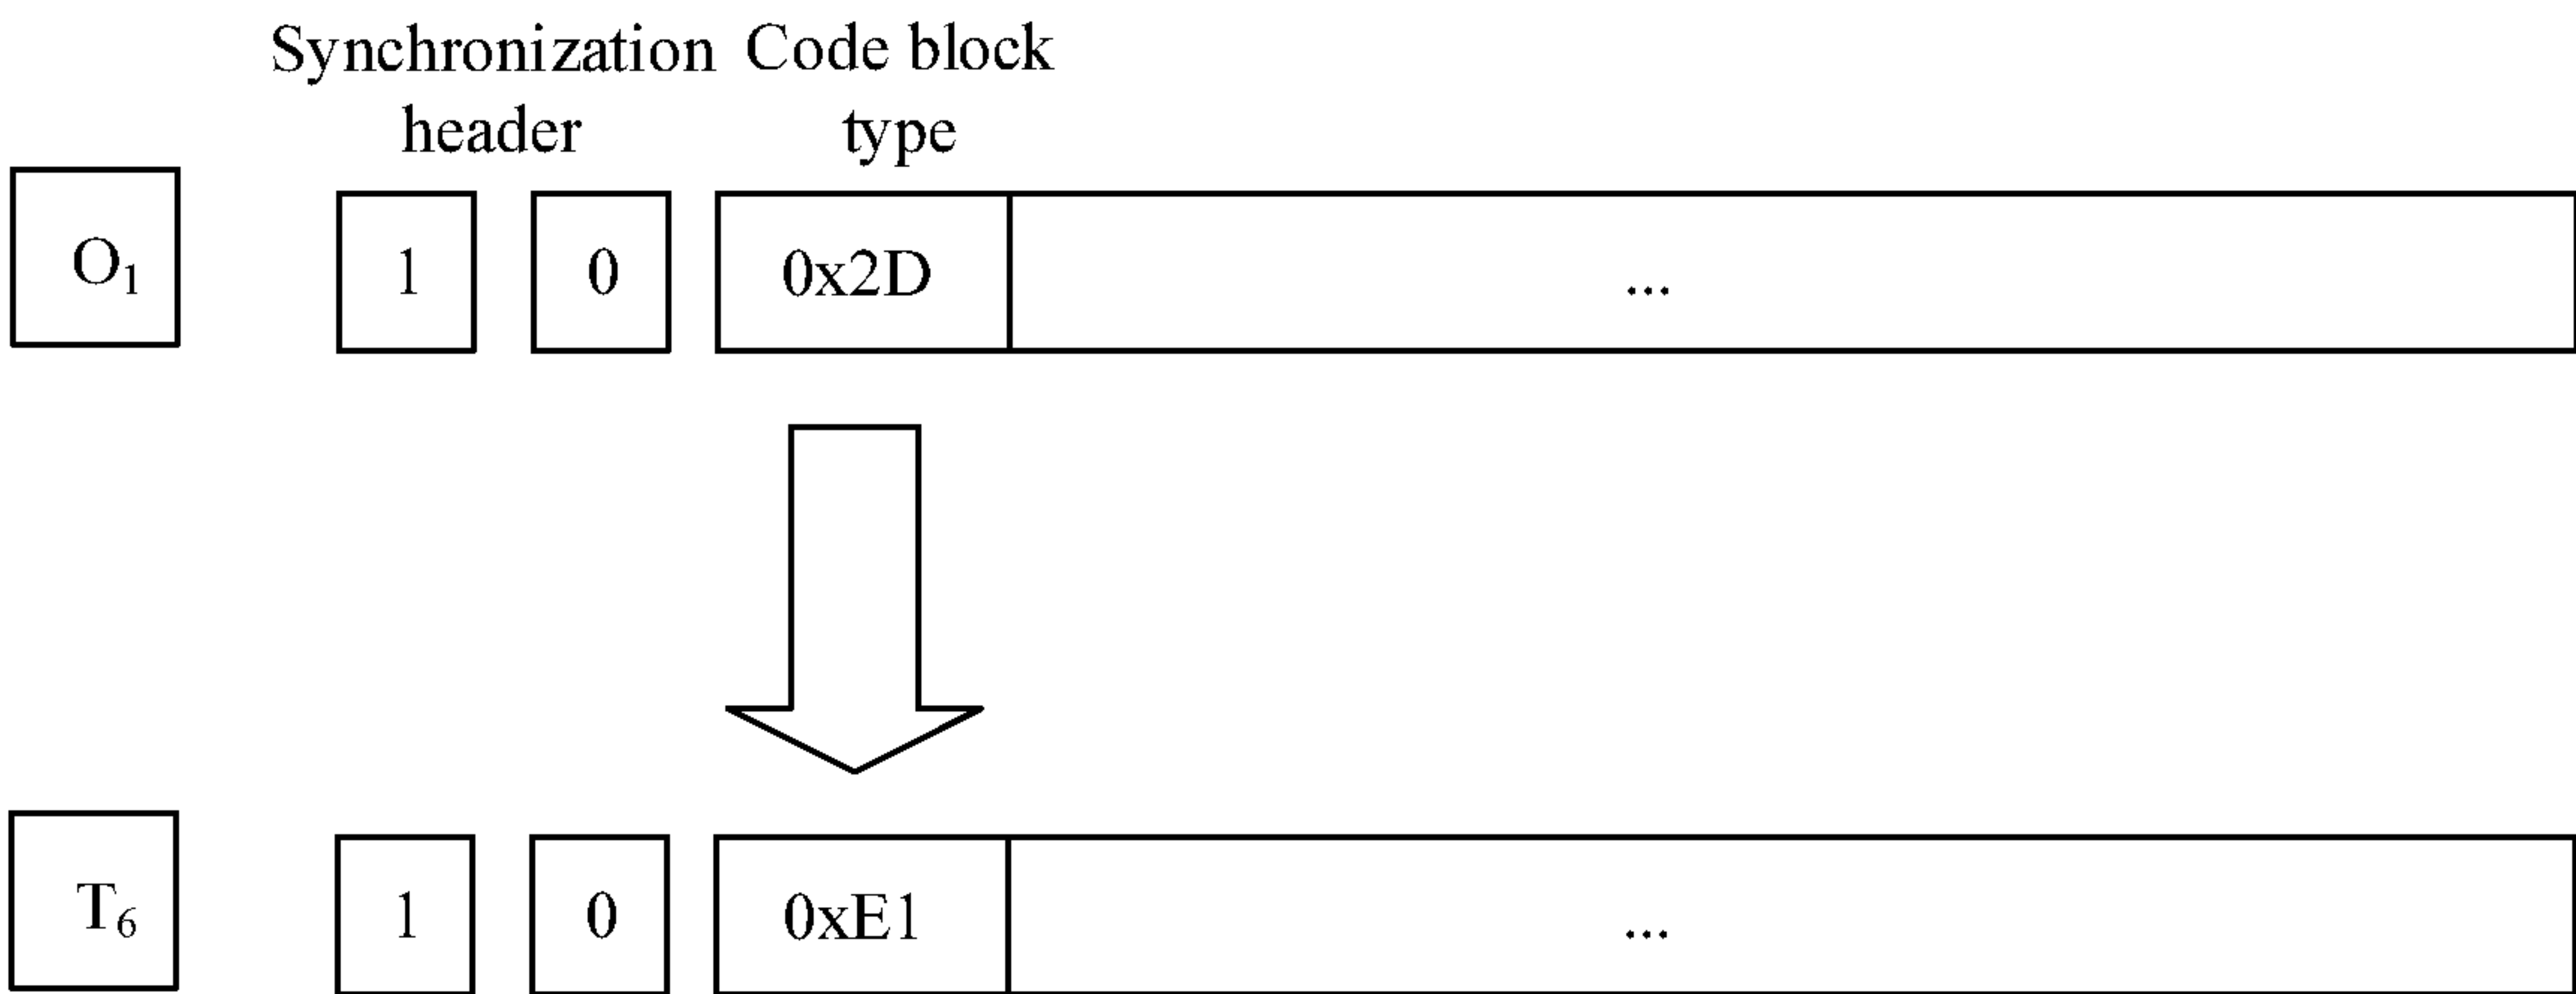 Synchronization header
Code block type
O₁ 1 0 0x2D ...
T₆ 1 0 0xE1 ...